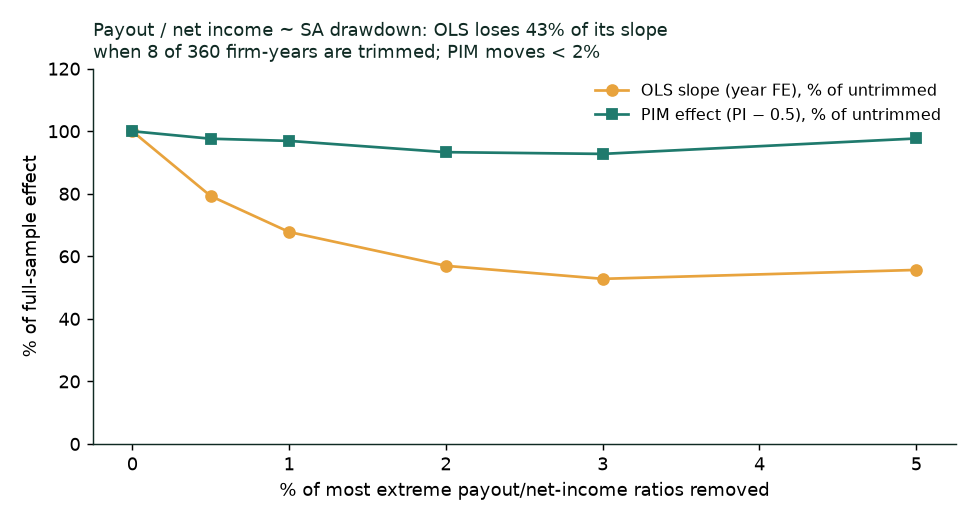 Payout / net income ~ SA drawdown: OLS loses 43% of its slope
when 8 of 360 firm-years are trimmed; PIM moves < 2%
OLS slope (year FE), % of untrimmed
PIM effect (PI − 0.5), % of untrimmed
% of full-sample effect
120
100
80
60
40
20
0
0 1 2 3 4 5
% of most extreme payout/net-income ratios removed